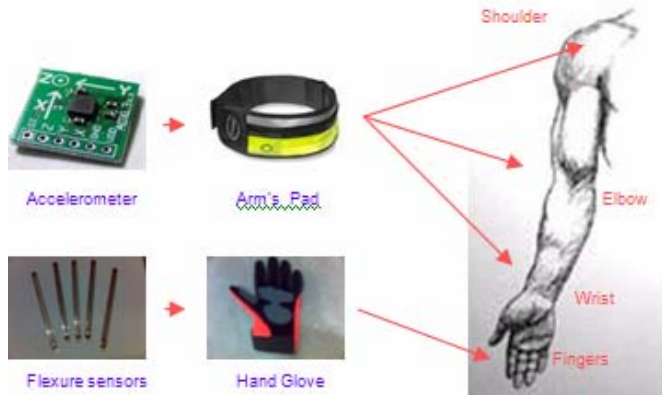 Shoulder
Z
Y
X
Accelerometer
Arm's Pad
Elbow
Wrist
Flexure sensors
Hand Glove
Fingers